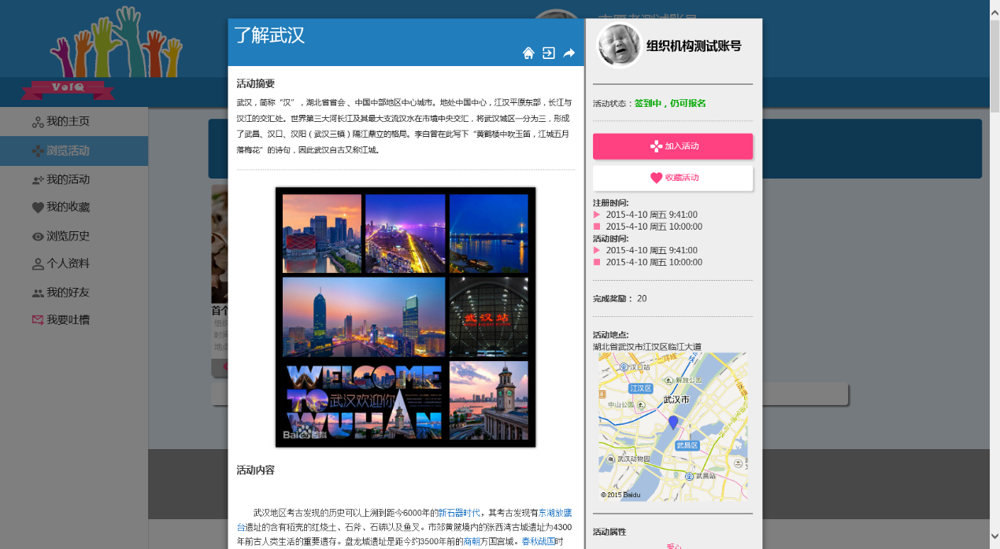 志愿者测试账号
VolQ
我的主页
浏览活动
我的活动
我的收藏
浏览历史
个人资料
我的好友
我要吐槽
了解武汉
活动摘要
武汉，简称“汉”，湖北省省会、中国中部地区中心城市。地处中国中心，江汉平原东部，长江与
汉江的交汇处。世界第三大河长江及其最大支流汉水在市境中央交汇，将武汉城区一分为三，形成
了武昌、汉口、汉阳（武汉三镇）隔江鼎立的格局。李白曾在此写下“黄鹤楼中吹玉笛，江城五月
落梅花”的诗句，因此武汉自古又称江城。
武汉站
WELCOME
TO 武汉欢迎你
WUHAN
Bai百科
活动内容
武汉地区考古发现的历史可以上溯到距今6000年的新石器时代，其考古发现有东湖放鹰
台遗址的含有稻壳的红烧土、石斧、石锛以及鱼叉。市郊黄陂境内的张西湾古城遗址为4300
年前古人类生活的重要遗存。盘龙城遗址是距今约3500年前的商朝方国宫城。春秋战国时
组织机构测试账号
活动状态：签到中，仍可报名
加入活动
收藏活动
注册时间:
2015-4-10 周五 9:41:00
2015-4-10 周五 10:00:00
活动时间:
2015-4-10 周五 9:41:00
2015-4-10 周五 10:00:00
完成奖励： 20
活动地点:
湖北省武汉市江汉区临江大道
汉口站
江汉区
解放公园
中山公园
武汉市
武昌区
武汉动物园
武昌站
© 2015 Baidu
活动属性
爱心